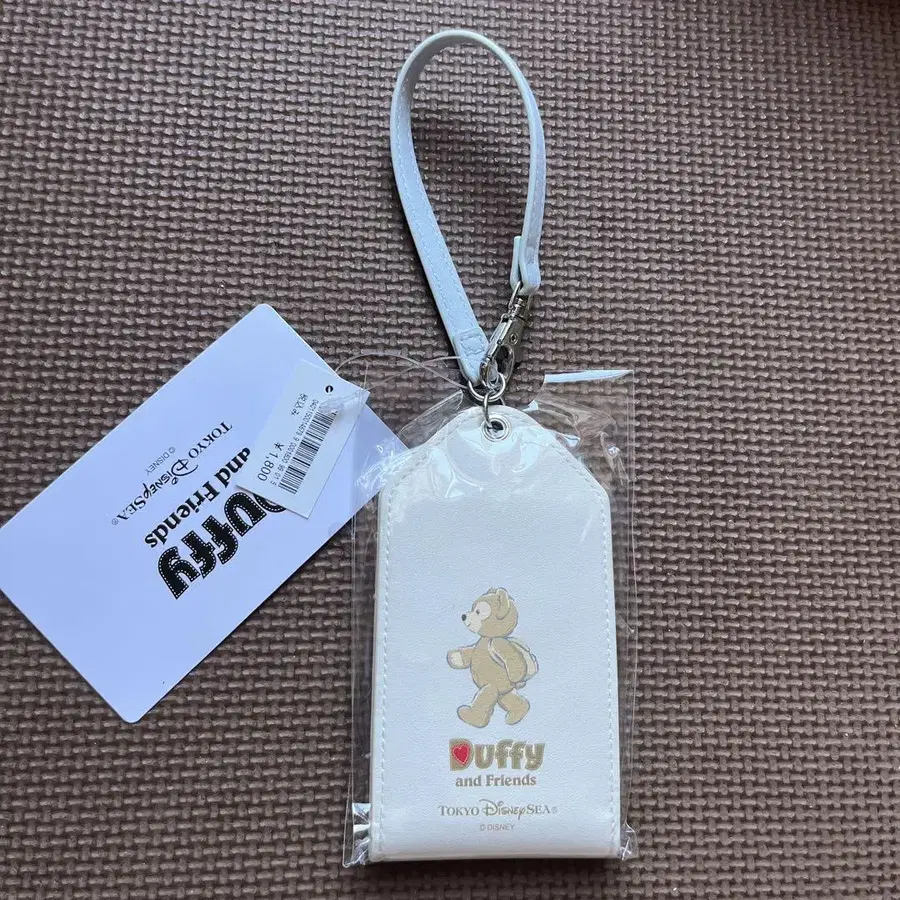 Duffy
and Friends
TOKYO DISNEYSEA®
© DISNEY
¥1,800
Duffy
and Friends
TOKYO DISNEYSEA®
© DISNEY